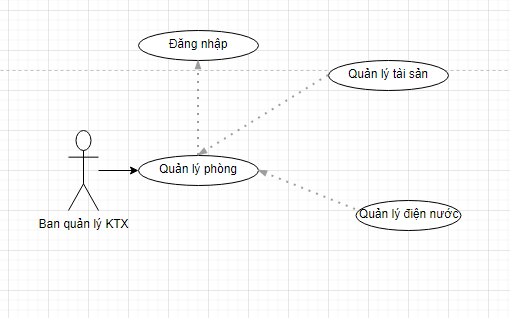 Đăng nhập
Quản lý tài sản
Quản lý phòng
Quản lý điện nước
Ban quản lý KTX